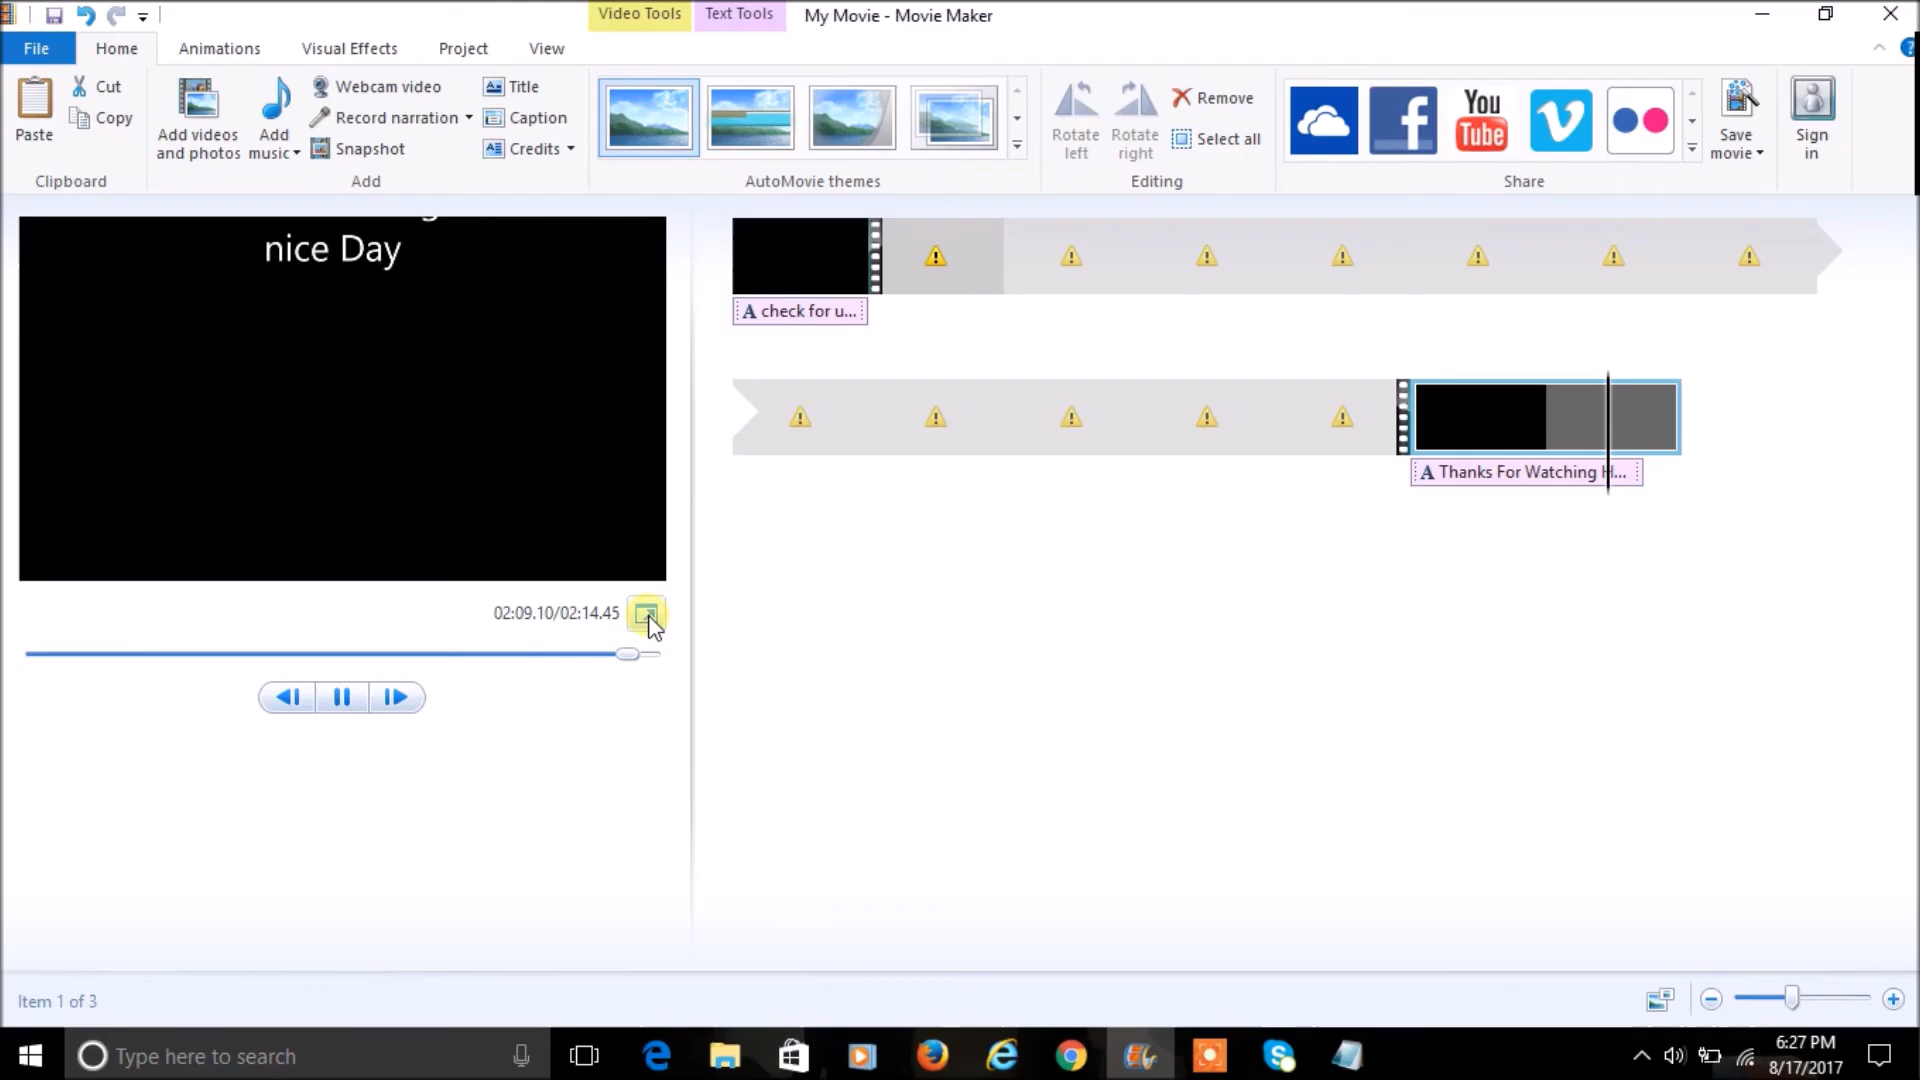 Video Tools
Text Tools
My Movie - Movie Maker
File
Home
Animations
Visual Effects
Project
View
Paste
Cut
Copy
Clipboard
Add videos
and photos
Add
music
Webcam video
Record narration
Snapshot
Title
Caption
Credits
Add
AutoMovie themes
Rotate
left
Rotate
right
Remove
Select all
Editing
You
Tube
Share
Save
movie
Sign
in
nice Day
02:09.10/02:14.45
A check for u...
A Thanks For Watching H...
Item 1 of 3
Type here to search
6:27 PM
8/17/2017